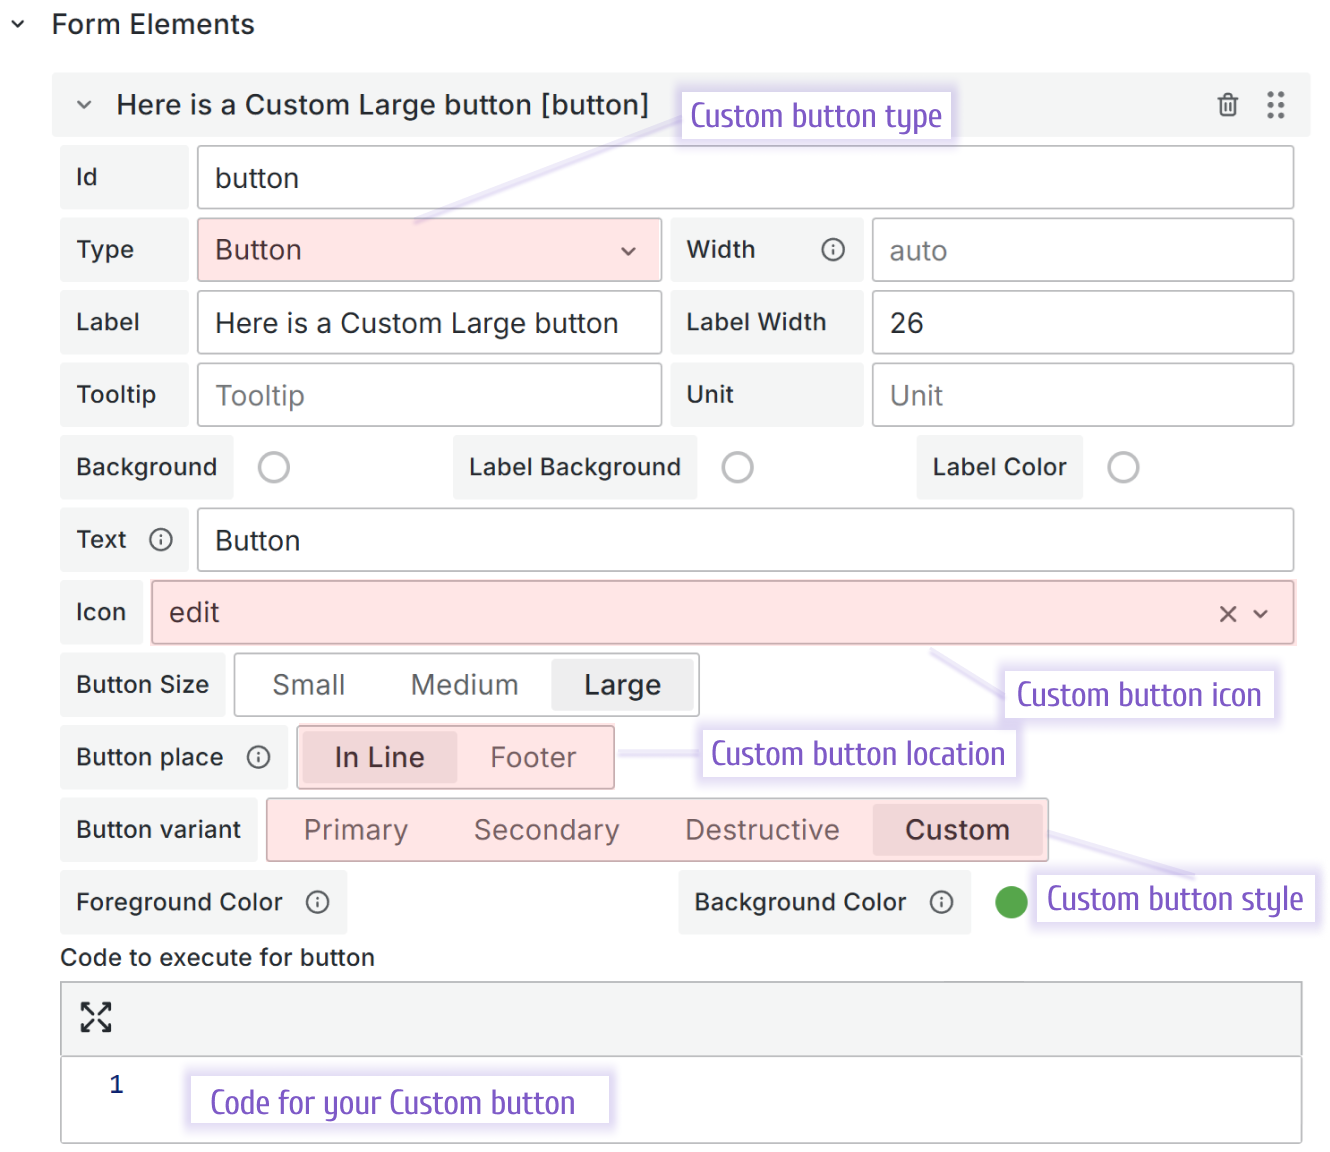 Form Elements
Here is a Custom Large button [button]
Custom button type
Id
button
Type
Button
Width
auto
Label
Here is a Custom Large button
Label Width
26
Tooltip
Tooltip
Unit
Unit
Background
Label Background
Label Color
Text
Button
Icon
edit
Button Size
Small
Medium
Large
Custom button icon
Button place
In Line
Footer
Custom button location
Button variant
Primary
Secondary
Destructive
Custom
Foreground Color
Background Color
Custom button style
Code to execute for button
1
Code for your Custom button